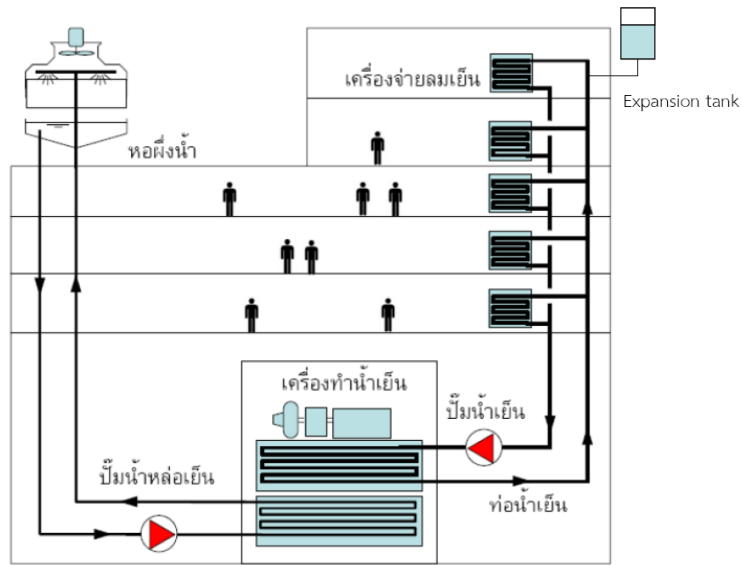 เครื่องจ่ายลมเย็น
Expansion tank
หอผึ่งน้ำ
เครื่องทำน้ำเย็น
ปั๊มน้ำเย็น
ปั๊มน้ำหล่อเย็น
ท่อน้ำเย็น